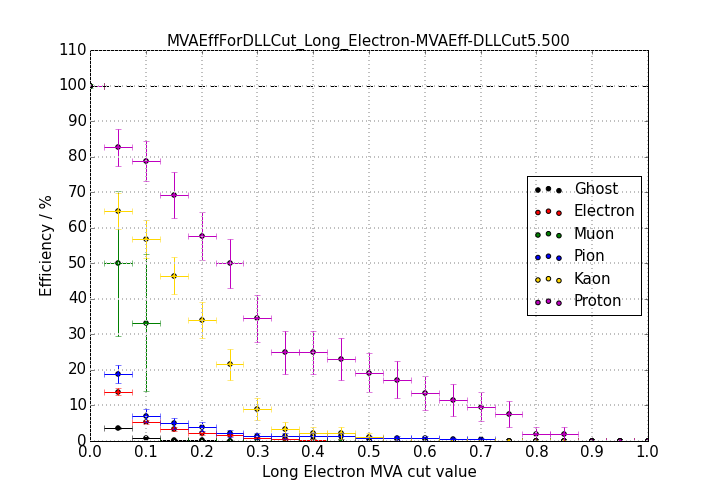 MVAEffForDLLCut_Long_Electron-MVAEff-DLLCut5.500
110
100
90
80
70
60
50
40
30
20
10
0
Efficiency / %
Ghost
Electron
Muon
Pion
Kaon
Proton
0.0 0.1 0.2 0.3 0.4 0.5 0.6 0.7 0.8 0.9 1.0
Long Electron MVA cut value